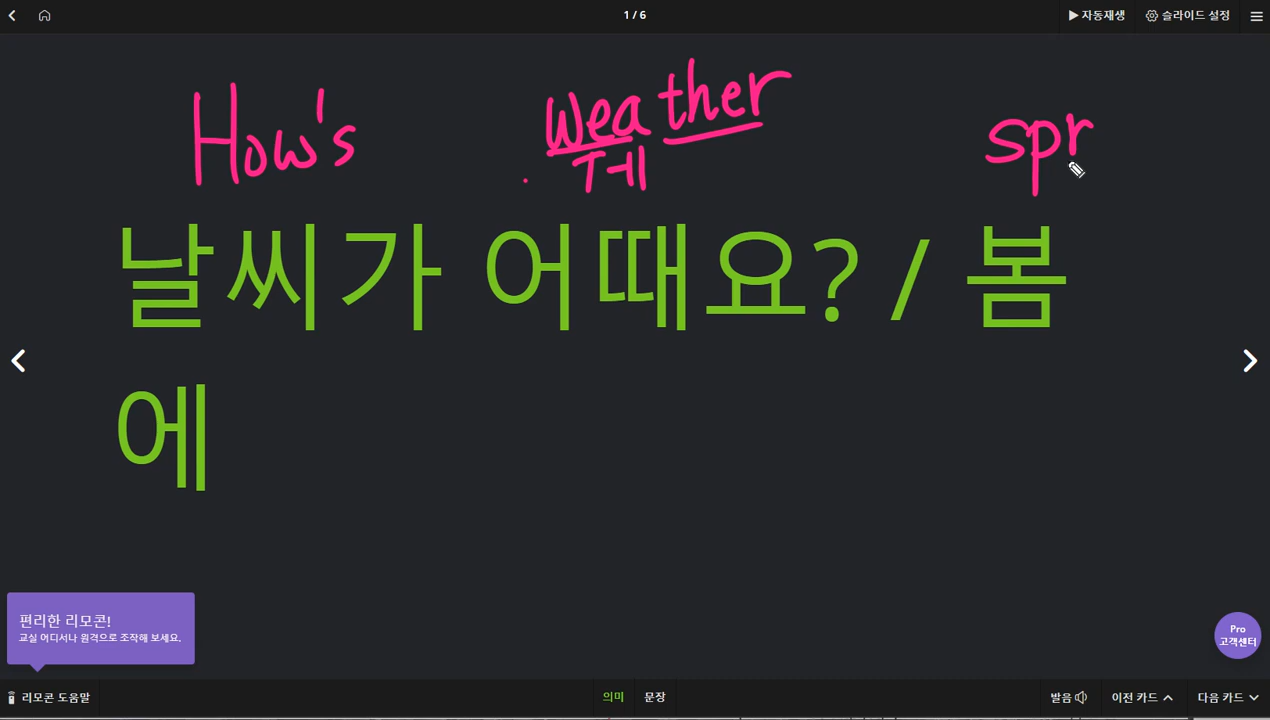 1 / 6
자동재생
슬라이드 설정
How's weather spr
웨
날씨가 어때요? / 봄
에
편리한 리모콘!
교실 어디서나 원격으로 조작해 보세요.
Pro
고객센터
리모콘 도움말
의미
문장
발음
이전 카드
다음 카드